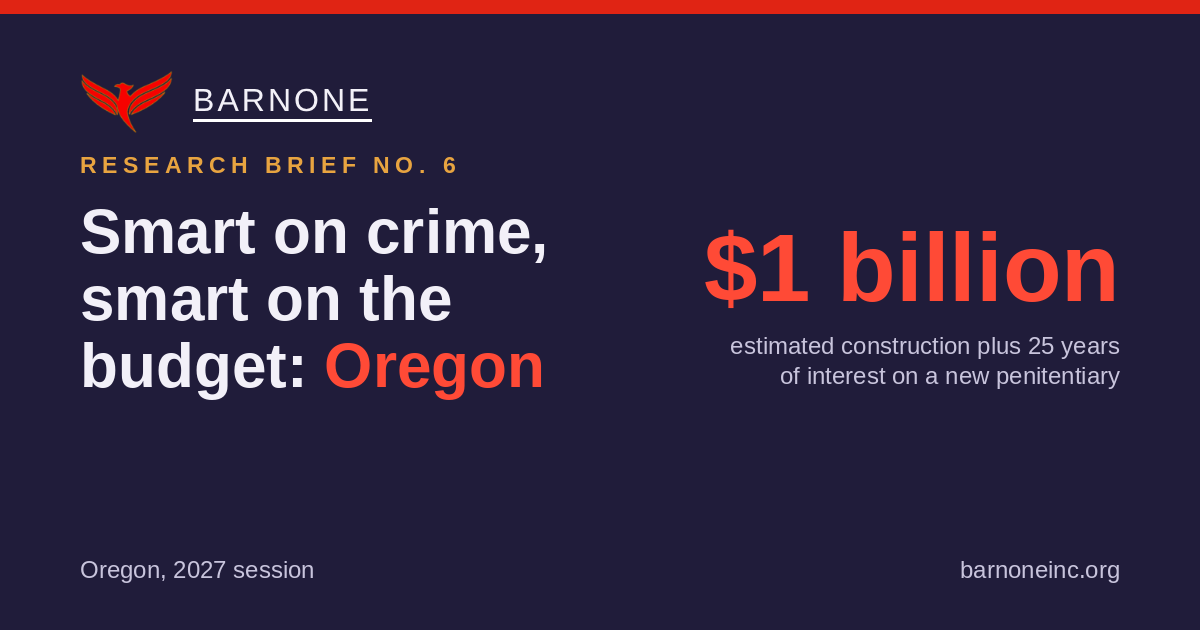 BARNONE
RESEARCH BRIEF NO. 6
Smart on crime,
smart on the
budget: Oregon
$1 billion
estimated construction plus 25 years
of interest on a new penitentiary
Oregon, 2027 session
barnoneinc.org